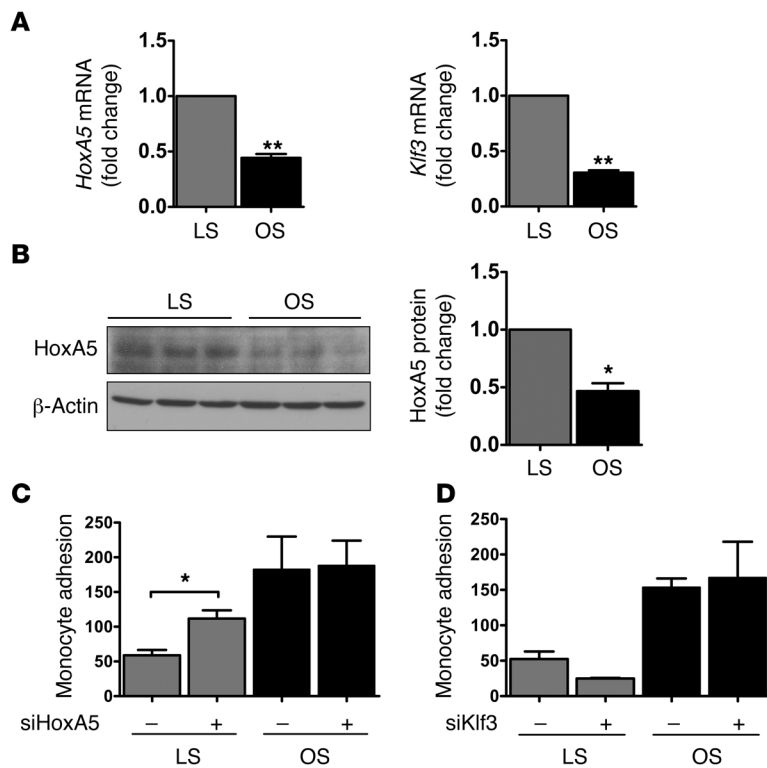 A
HoxA5 mRNA
(fold change)
1.5
1.0
0.5
0.0
**
LS
OS
Klf3 mRNA
(fold change)
1.5
1.0
0.5
0.0
**
LS
OS
B
LS
OS
HoxA5
β-Actin
HoxA5 protein
(fold change)
1.5
1.0
0.5
0.0
*
LS
OS
C
Monocyte adhesion
250
200
150
100
50
0
*
siHoxA5
– + – +
LS
OS
D
Monocyte adhesion
250
200
150
100
50
0
siKlf3
– + – +
LS
OS